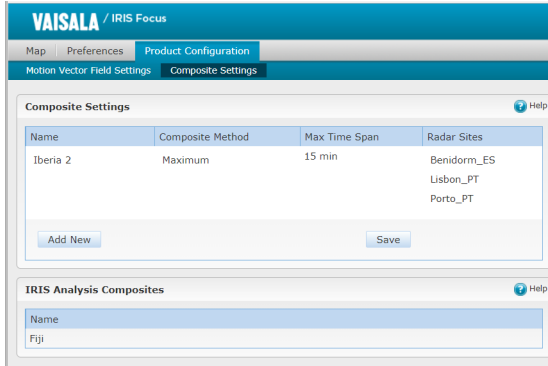 VAISALA / IRIS Focus
Map Preferences Product Configuration
Motion Vector Field Settings Composite Settings
Composite Settings ? Help
Name Composite Method Max Time Span Radar Sites
Iberia 2 Maximum 15 min Benidorm_ES
Lisbon_PT
Porto_PT
Add New Save
IRIS Analysis Composites ? Help
Name
Fiji